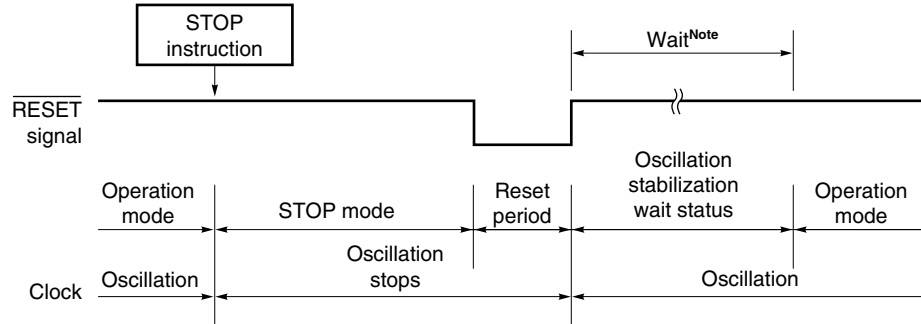 STOP
instruction
Wait Note
RESET
signal
Operation
mode
STOP mode
Reset
period
Oscillation
stabilization
wait status
Operation
mode
Clock
Oscillation
Oscillation
stops
Oscillation